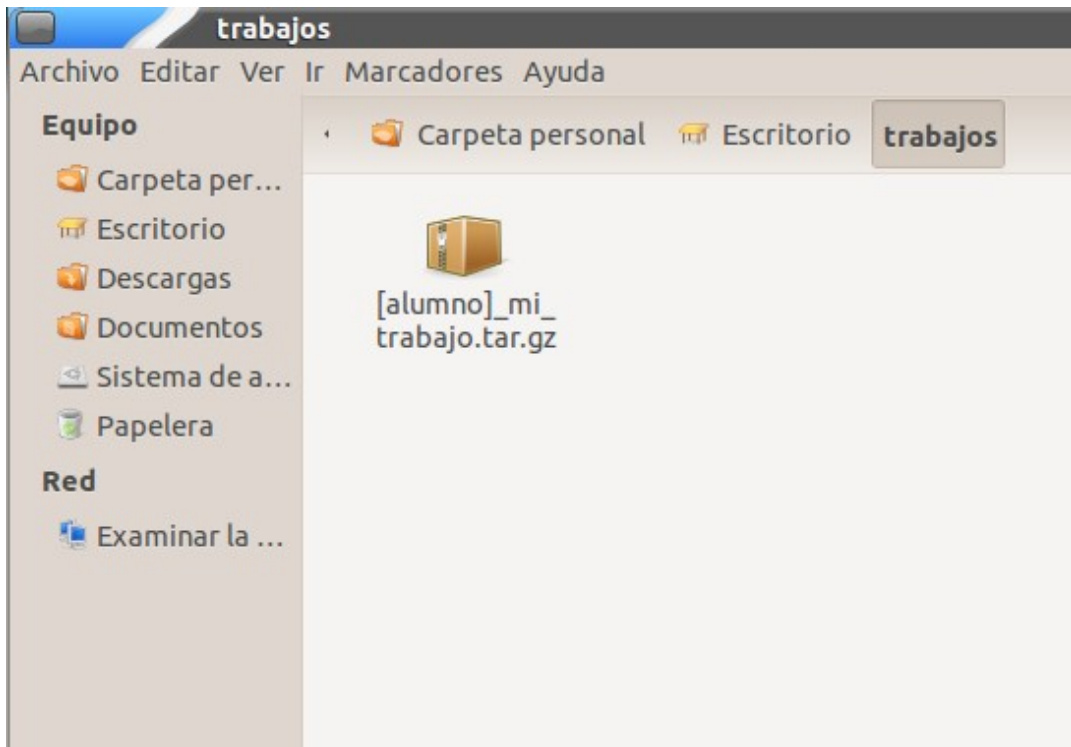 trabajos
Archivo Editar Ver Ir Marcadores Ayuda
Equipo
Carpeta per...
Escritorio
Descargas
Documentos
Sistema de a...
Papelera
Red
Examinar la ...
Carpeta personal Escritorio trabajos
[alumno]_mi_
trabajo.tar.gz